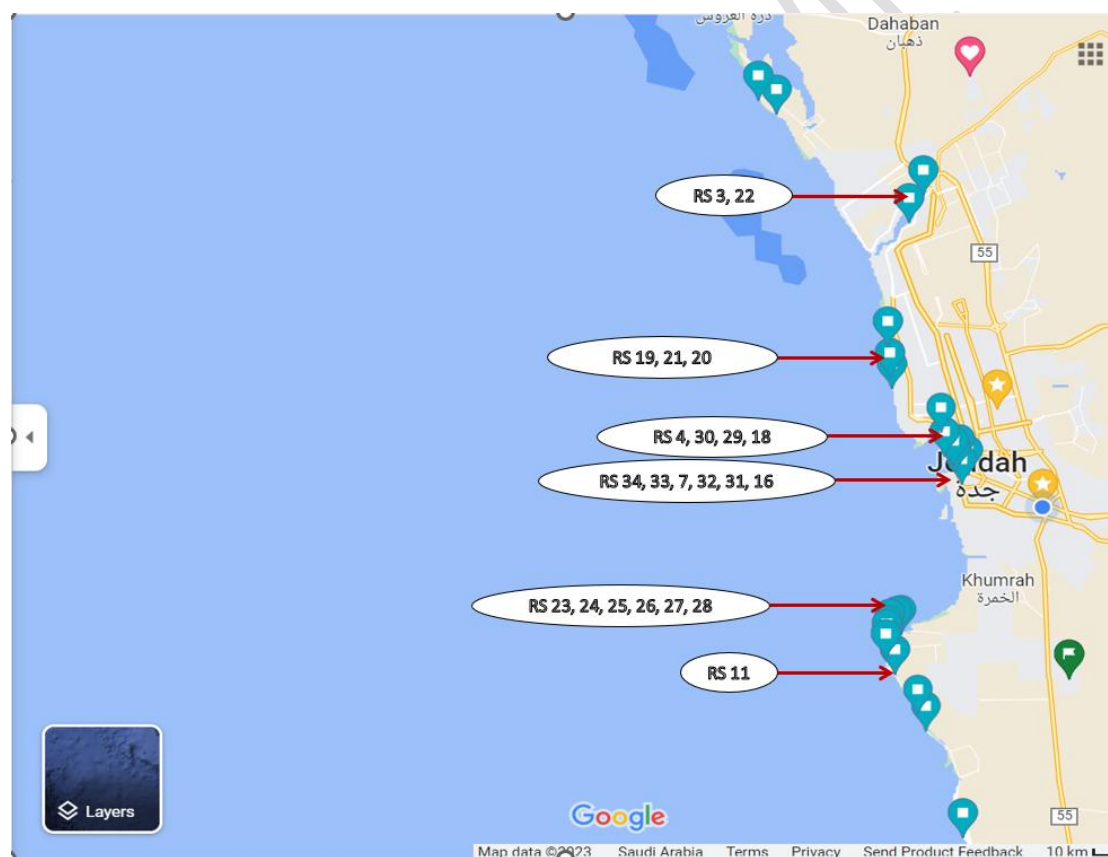 درة العروس
Dahaban
ذهبان
RS 3, 22
55
RS 19, 21, 20
RS 4, 30, 29, 18
Jeddah
جدة
RS 34, 33, 7, 32, 31, 16
Khumrah
الخمرة
RS 23, 24, 25, 26, 27, 28
RS 11
Layers
Google
55
Map data ©2023 Saudi Arabia Terms Privacy Send Product Feedback 10 km